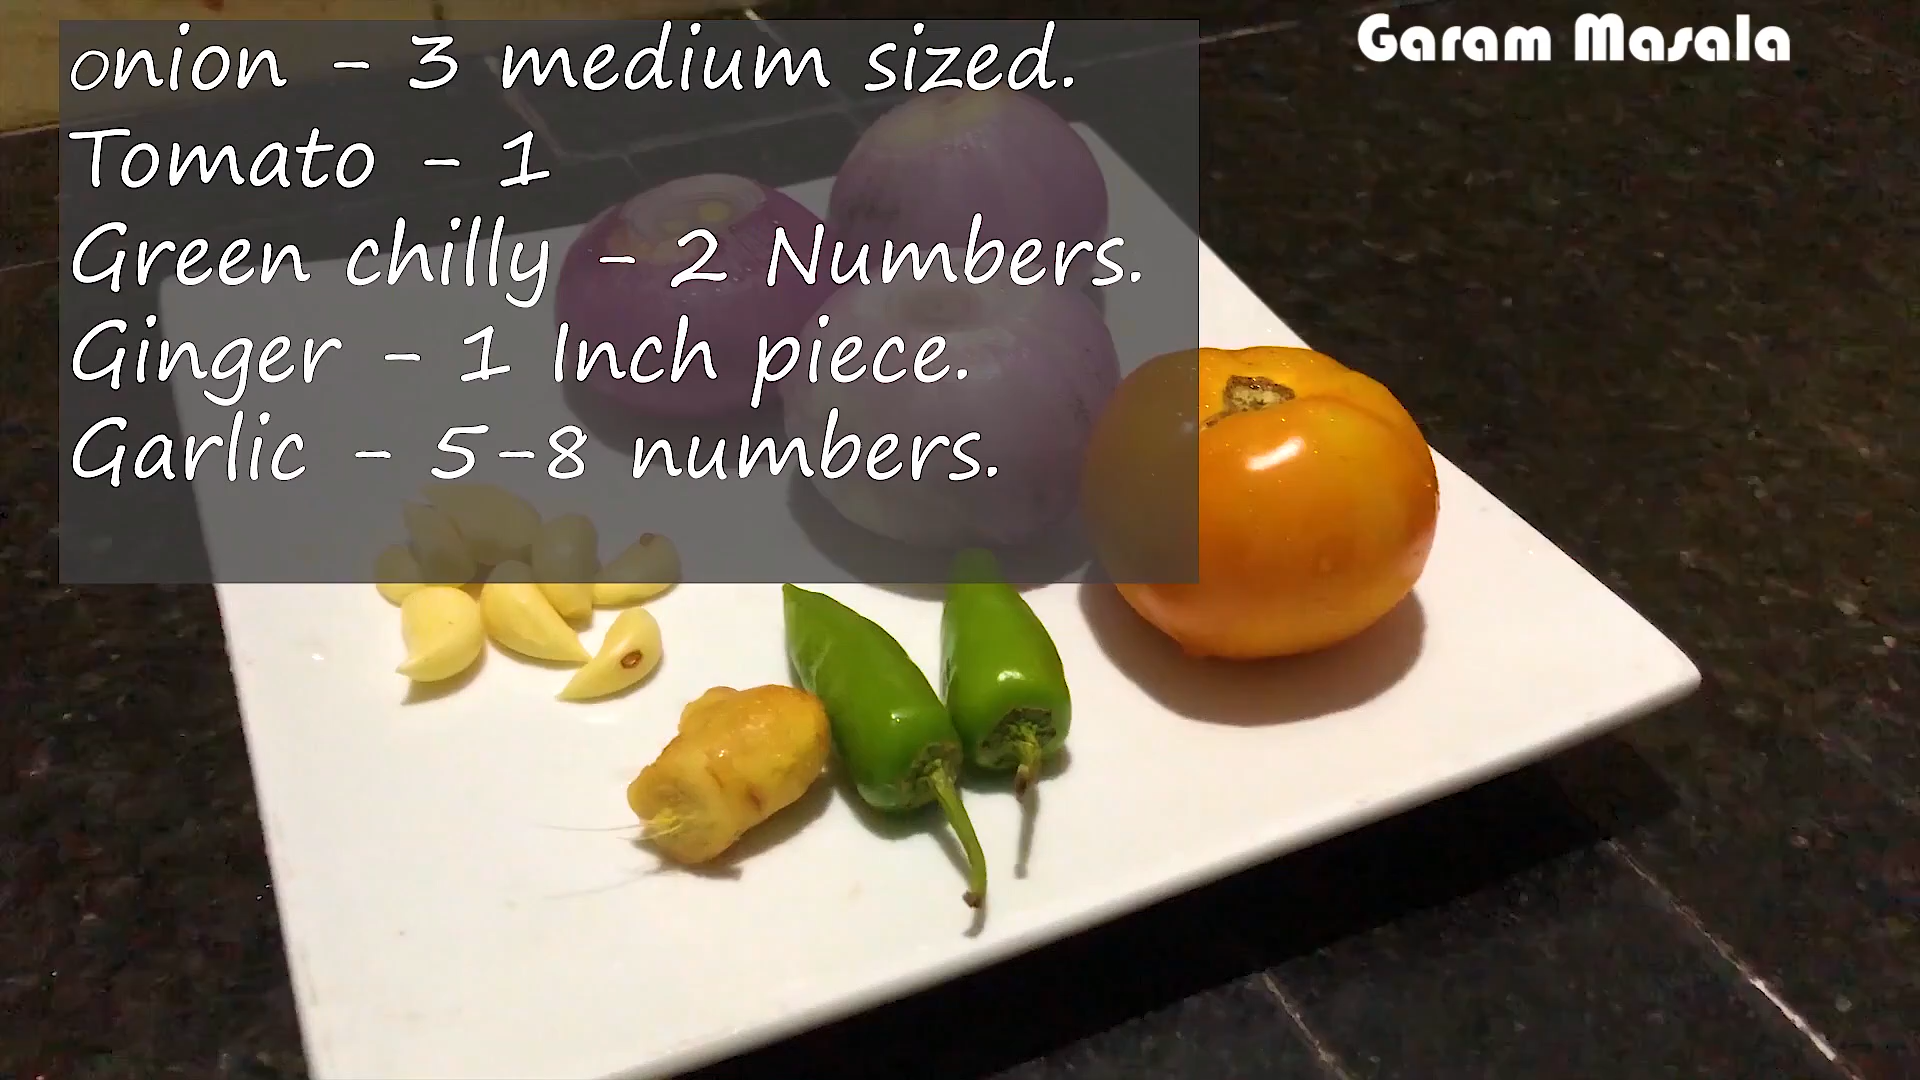 onion - 3 medium sized.
Tomato - 1
Green chilly - 2 Numbers.
Ginger - 1 Inch piece.
Garlic - 5-8 numbers.
Garam Masala